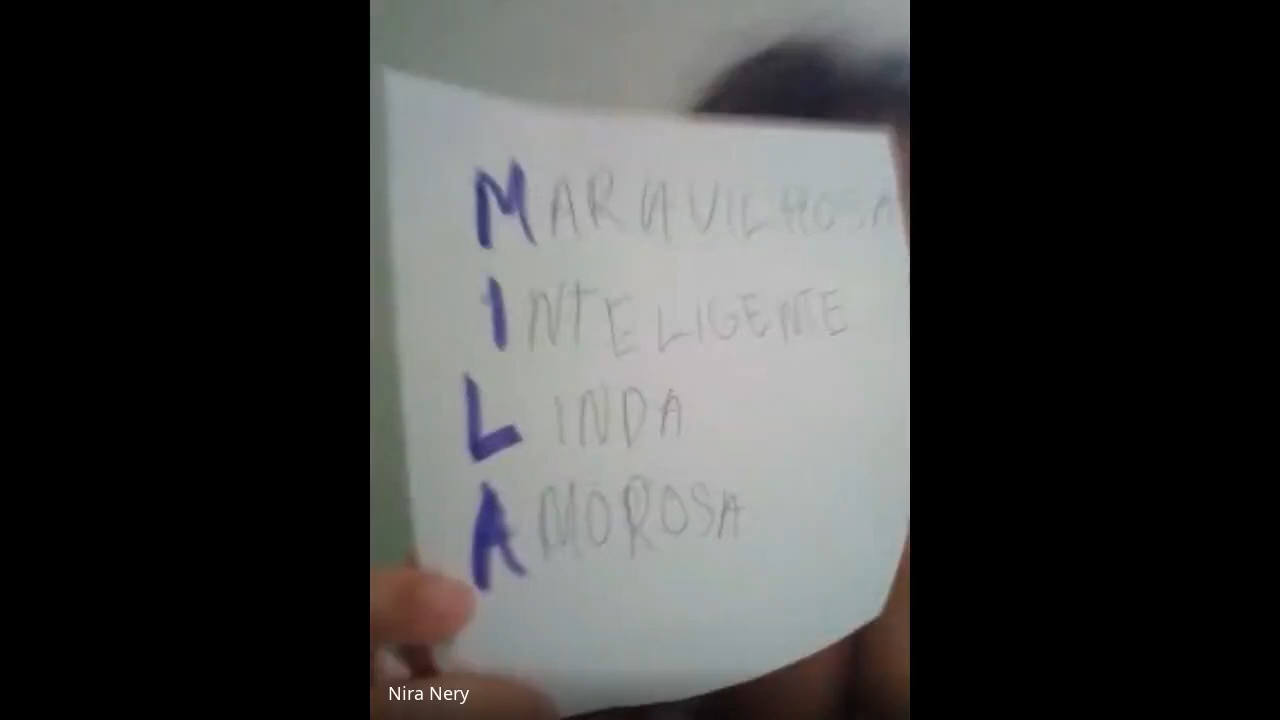 MARAVILHOSA
INTELIGENTE
LINDA
AMOROSA
Nira Nery